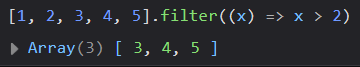 [1, 2, 3, 4, 5].filter((x) => x > 2)
▶ Array(3) [ 3, 4, 5 ]